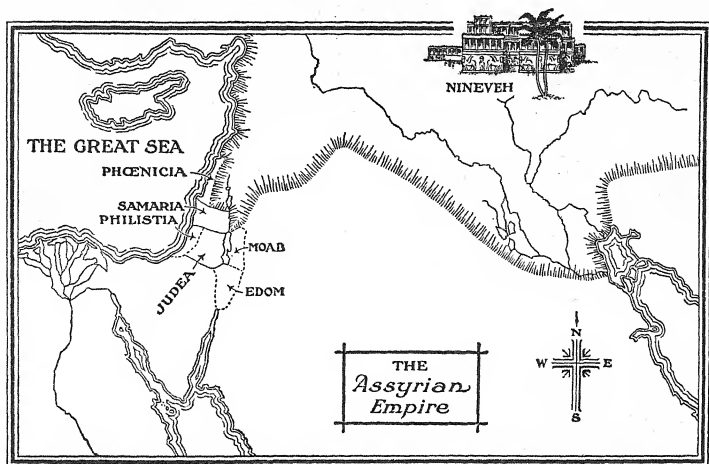 NINEVEH
THE GREAT SEA
PHŒNICIA
SAMARIA
PHILISTIA
MOAB
JUDEA
EDOM
THE
Assyrian
Empire
N
W E
S